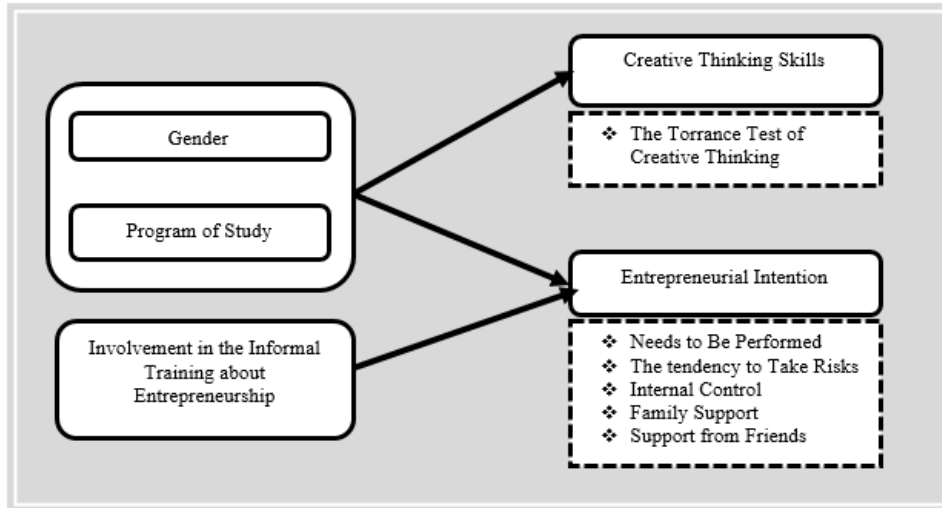 Gender
Program of Study
Involvement in the Informal
Training about
Entrepreneurship
Creative Thinking Skills
❖ The Torrance Test of
Creative Thinking
Entrepreneurial Intention
❖ Needs to Be Performed
❖ The tendency to Take Risks
❖ Internal Control
❖ Family Support
❖ Support from Friends